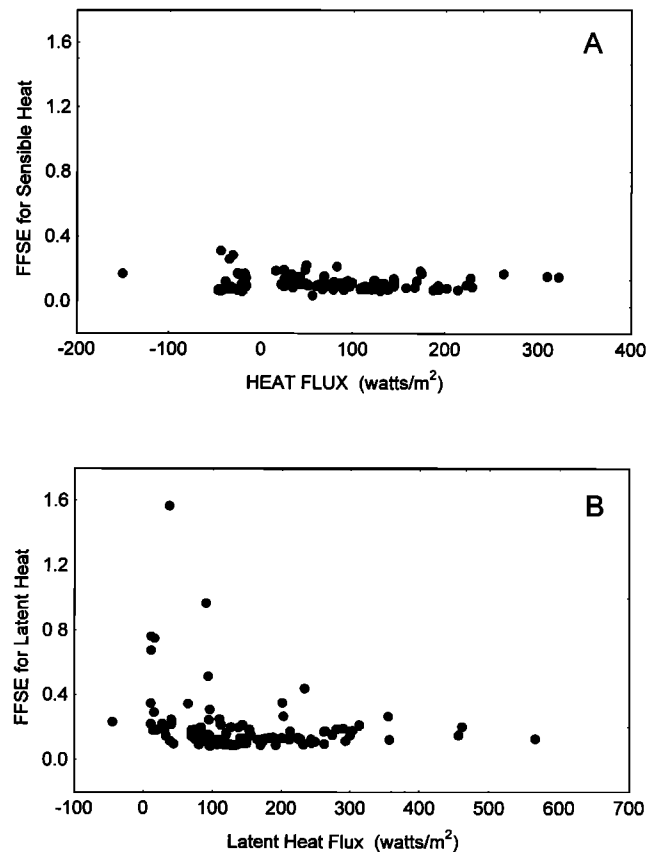 A
FFSE for Sensible Heat
1.6
1.2
0.8
0.4
0.0
-200 -100 0 100 200 300 400
HEAT FLUX (watts/m²)
B
FFSE for Latent Heat
1.6
1.2
0.8
0.4
0.0
-100 0 100 200 300 400 500 600 700
Latent Heat Flux (watts/m²)